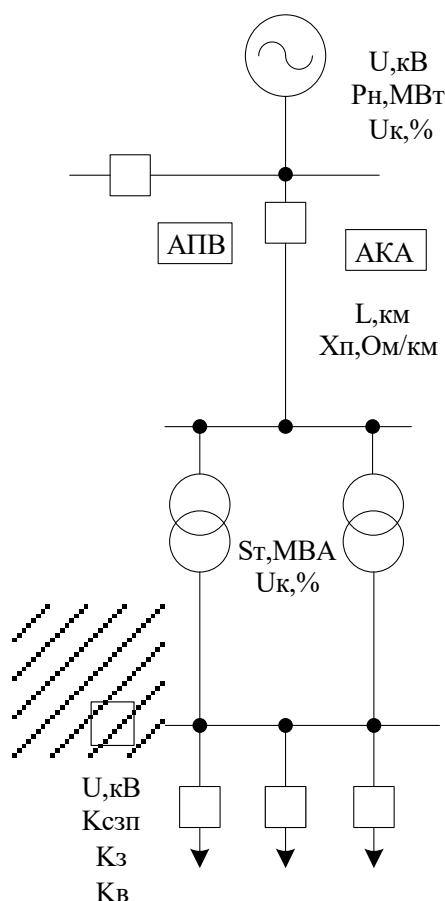 U,кВ
Pн,МВт
Uк,%
АПВ
АКА
L,км
Xп,Ом/км
Sт,МВА
Uк,%
U,кВ
Kсзп
Kз
Kв